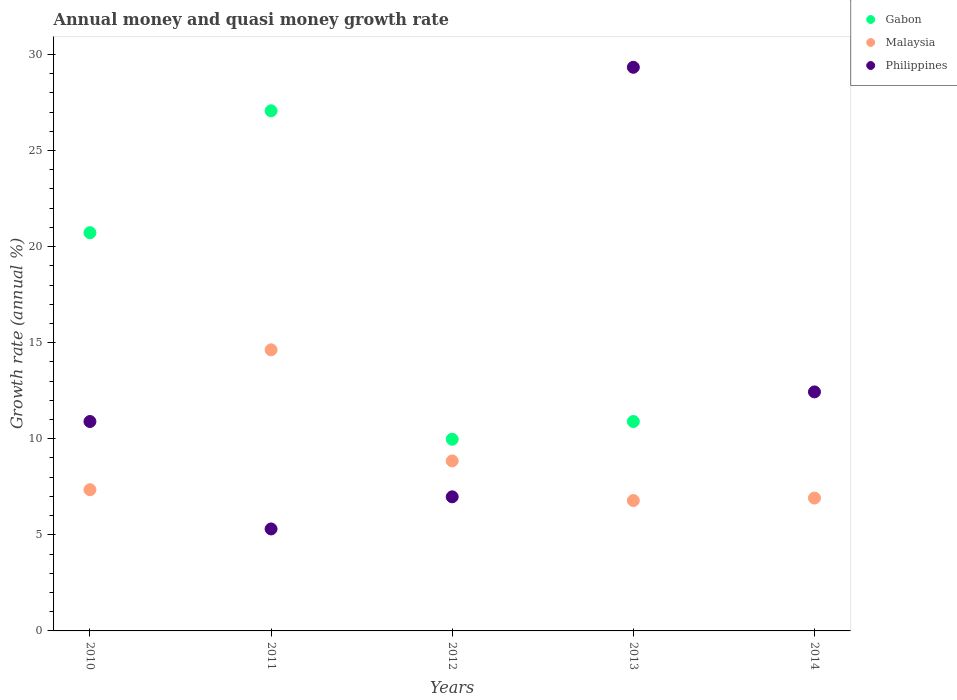 Annual money and quasi money growth rate
Gabon
Malaysia
Philippines
Growth rate (annual %)
30
25
20
15
10
5
0
2010
2011
2012
2013
2014
Years